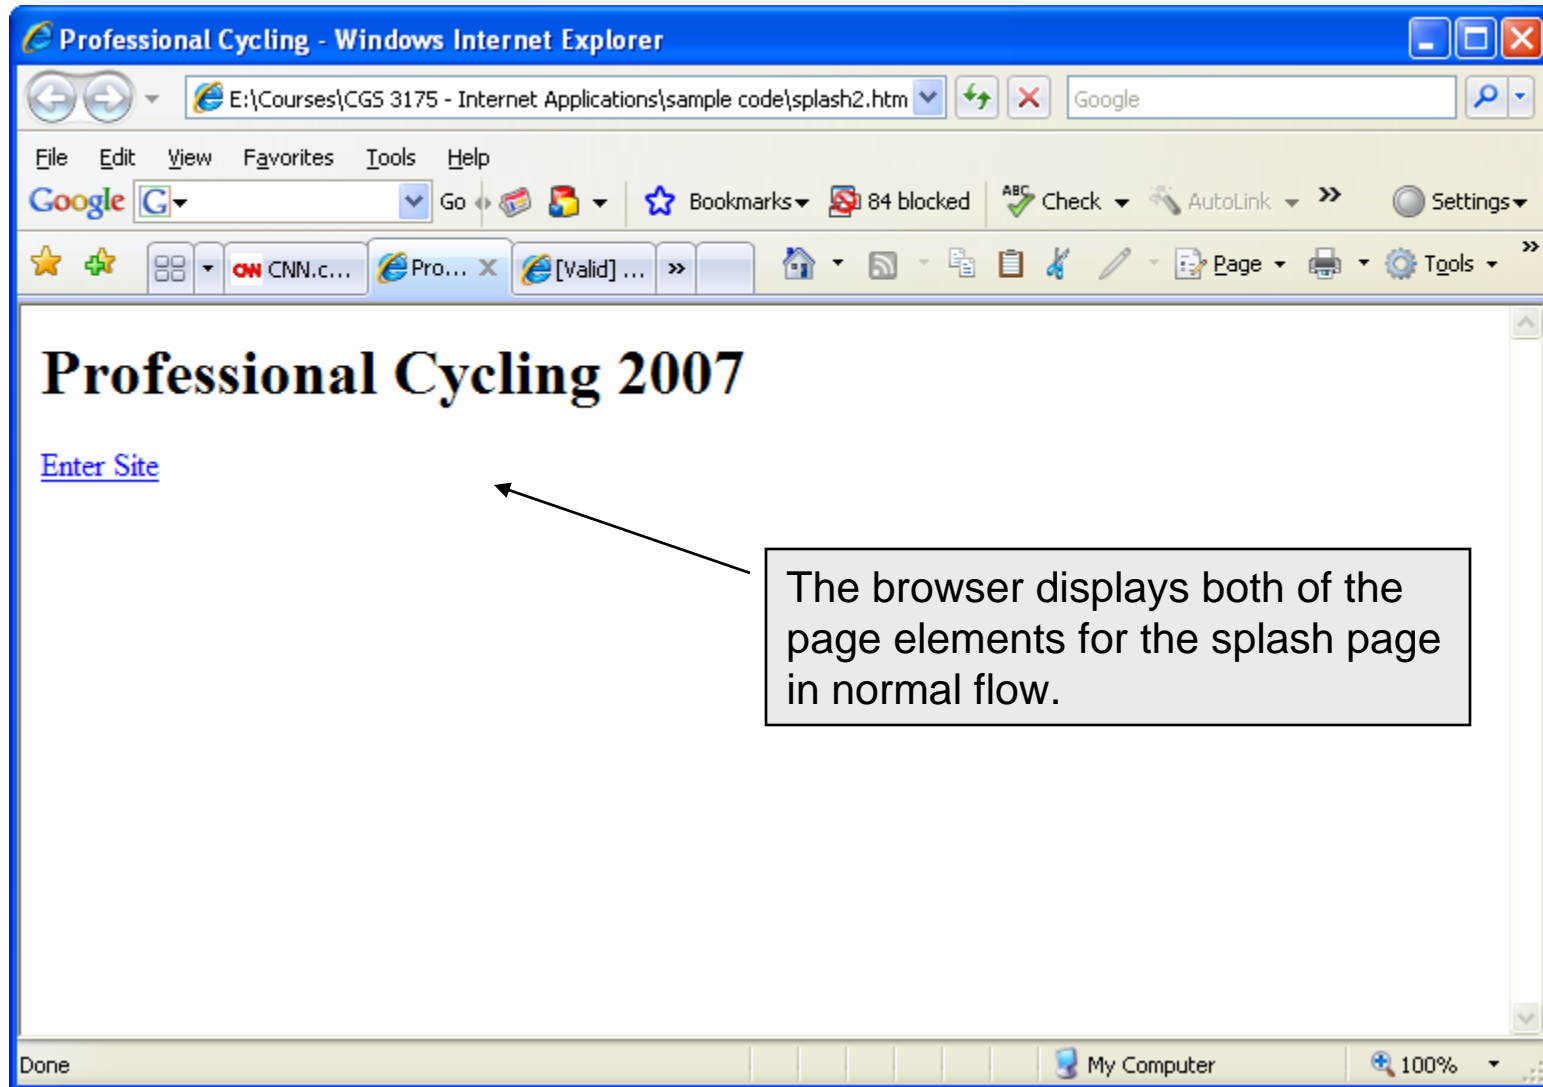 Professional Cycling - Windows Internet Explorer
E:\Courses\CGS 3175 - Internet Applications\sample code\splash2.htm Google
File Edit View Favorites Tools Help
Google G Go Bookmarks 84 blocked ABC Check AutoLink » Settings
CNN.c... Pro... X [Valid] ... » Page Tools »
Professional Cycling 2007
Enter Site
The browser displays both of the
page elements for the splash page
in normal flow.
Done My Computer 100%